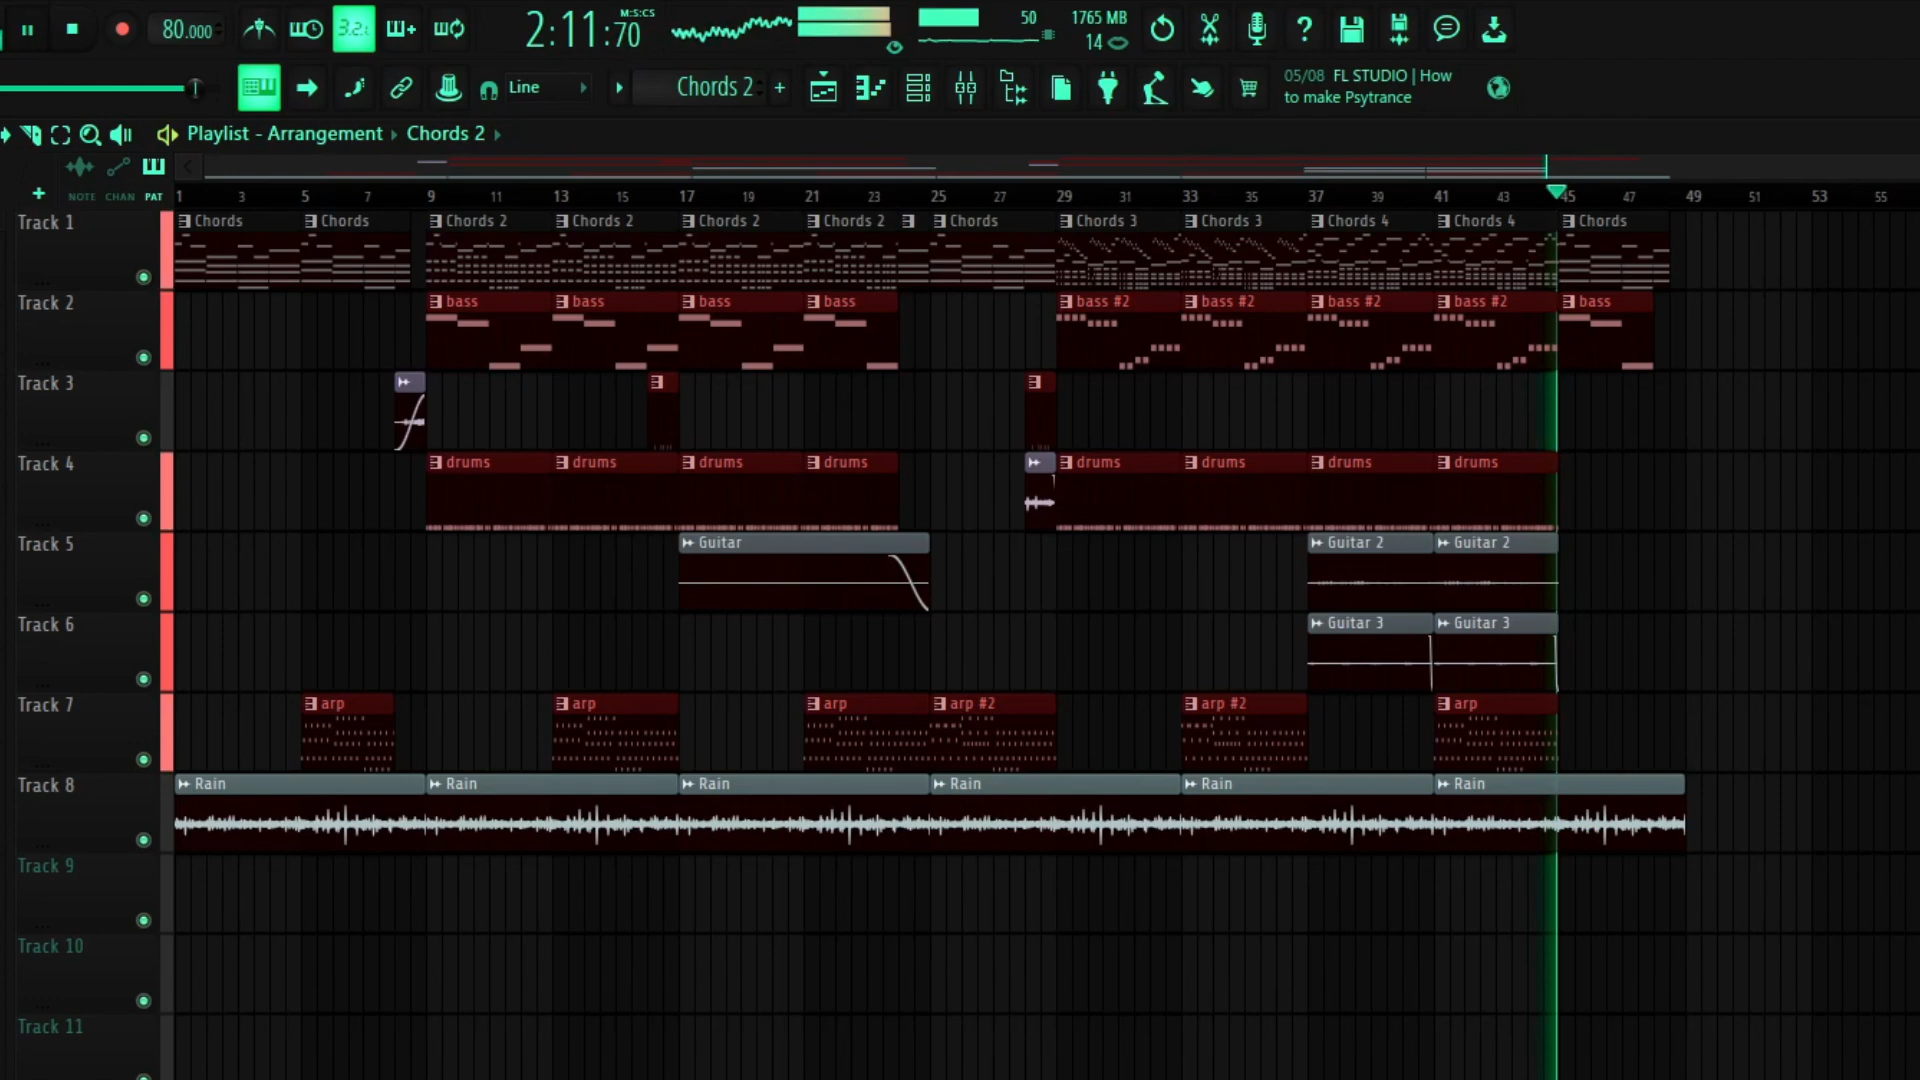 80.000 3.2.: 2:11:70 M:S:CS 50 1765 MB
14
Line Chords 2 + 05/08 FL STUDIO | How
to make Psytrance
Playlist - Arrangement Chords 2
NOTE CHAN PAT
1 3 5 7 9 11 13 15 17 19 21 23 25 27 29 31 33 35 37 39 41 43 45 47 49 51 53 55
Track 1 Chords Chords Chords 2 Chords 2 Chords 2 Chords 2 Chords Chords 3 Chords 3 Chords 4 Chords 4 Chords
Track 2 bass bass bass bass bass #2 bass #2 bass #2 bass #2 bass
Track 3
Track 4 drums drums drums drums drums drums drums drums
Track 5 Guitar Guitar 2 Guitar 2
Track 6 Guitar 3 Guitar 3
Track 7 arp arp arp arp #2 arp #2 arp
Track 8 Rain Rain Rain Rain Rain Rain
Track 9
Track 10
Track 11